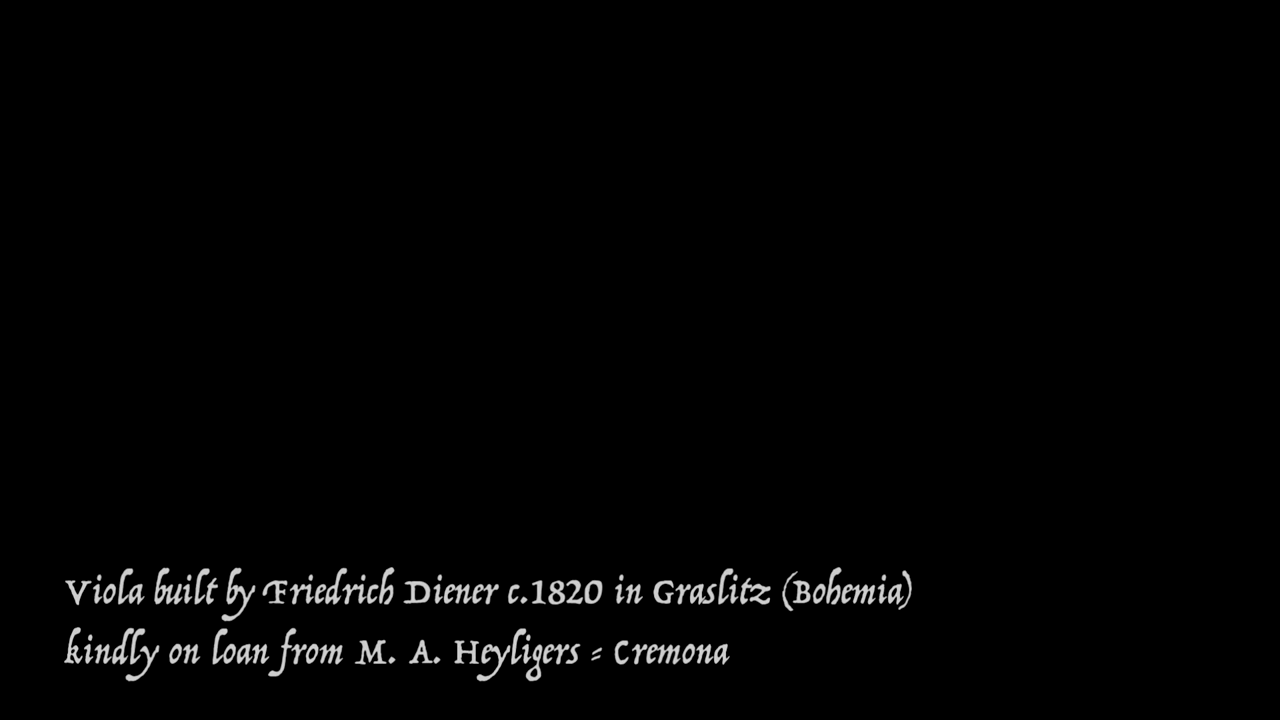 Viola built by Friedrich Diener c.1820 in Graslitz (Bohemia)
kindly on loan from M. A. Heyligers - Cremona